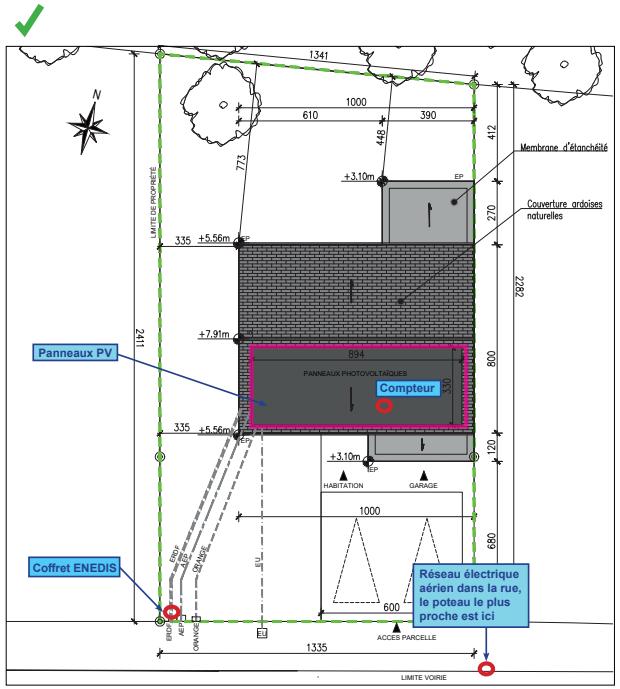 1341
N
1000
610
390
412
448
773
Membrane d'étanchéité
+3.10m
EP
Couverture ardoises
naturelles
270
LIMITE DE PROPRIÉTÉ
335
+5.56m
EP
2282
2411
+7.91m
Panneaux PV
894
800
PANNEAUX PHOTOVOLTAÏQUES
Compteur
330
335
+5.56m
EP
+3.10m
EP
120
HABITATION
GARAGE
1000
680
ERDF
AEP
ORANGE
EU
Coffret ENEDIS
Réseau électrique
aérien dans la rue,
le poteau le plus
proche est ici
600
ERDF
AEP
ORANGE
EU
ACCES PARCELLE
1335
LIMITE VOIRIE